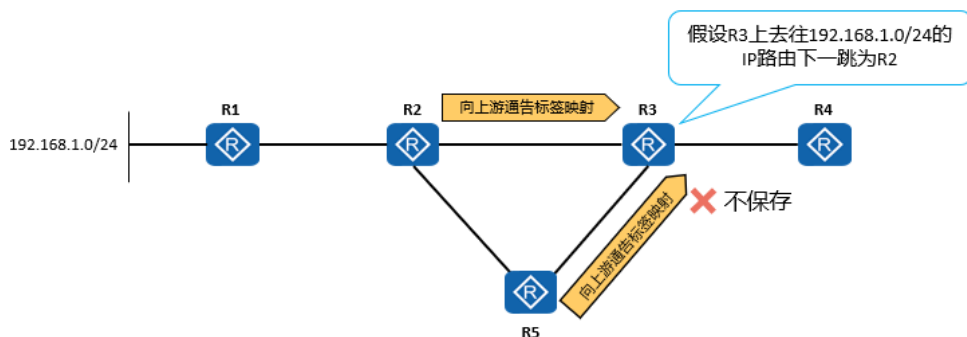 假设R3上去往192.168.1.0/24的
IP路由下一跳为R2
R1
R2
向上游通告标签映射
R3
R4
192.168.1.0/24
R
R
R
R
不保存
向上游通告标签映射
R
R5